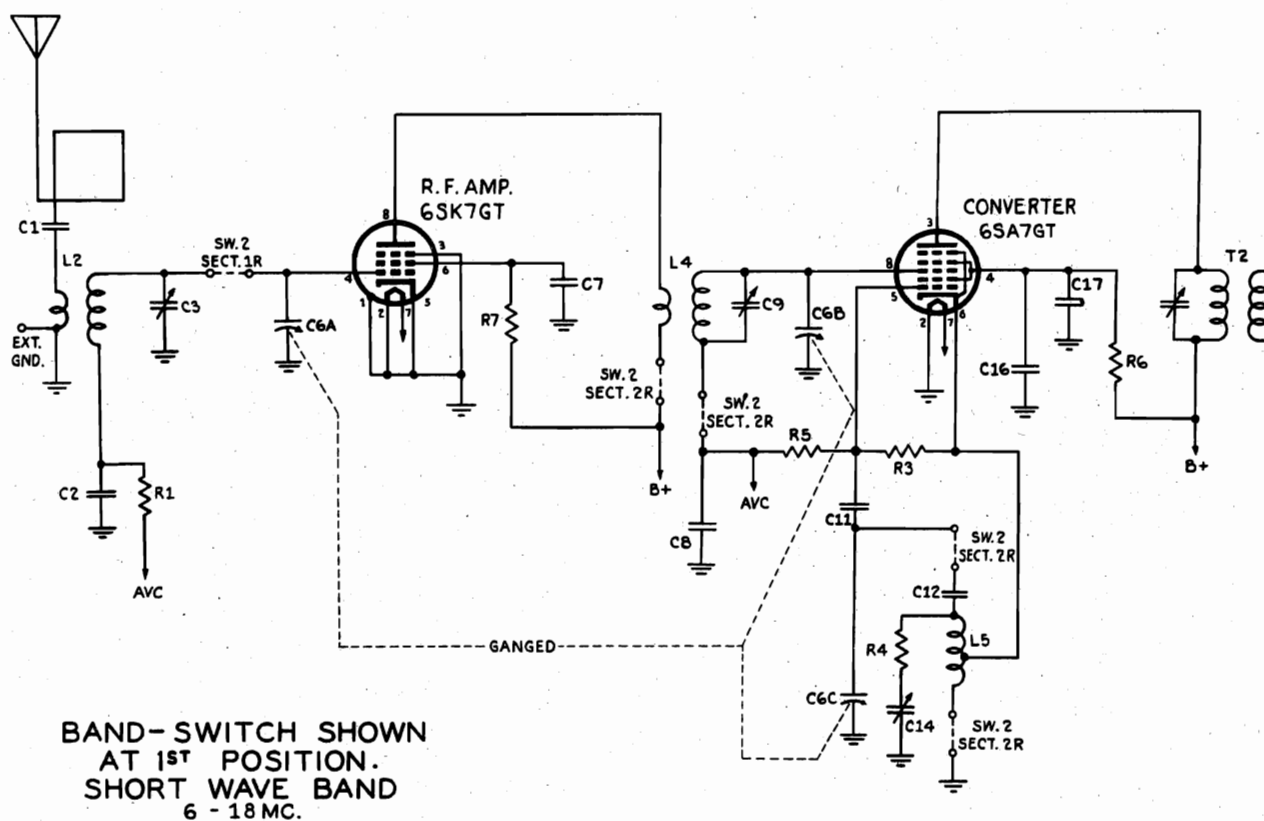 R.F. AMP.
6SK7GT
CONVERTER
6SA7GT
C1
L2
EXT.
GND.
C3
SW.2
SECT.1R
C6A
4
8
3
6
1
2
7
5
R7
C7
L4
SW.2
SECT. 2R
B+
C9
SW.2
SECT. 2R
C6B
3
8
5
4
2
7
6
C17
C16
R6
T2
B+
C2
R1
AVC
C8
AVC
R5
R3
C11
SW.2
SECT. 2R
C12
R4
L5
C14
C6C
SW.2
SECT. 2R
GANGED
BAND-SWITCH SHOWN
AT 1ST POSITION.
SHORT WAVE BAND
6 - 18 MC.